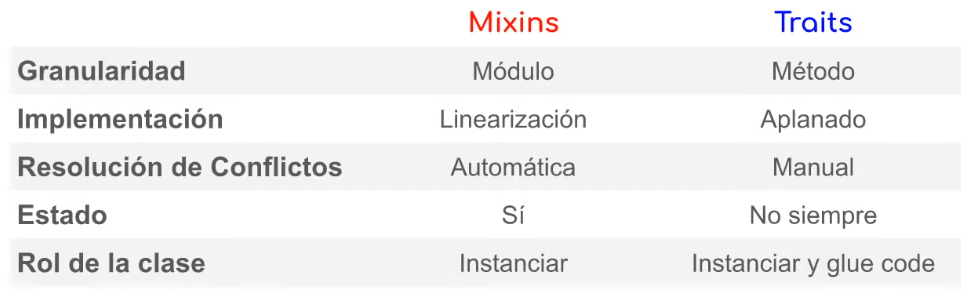 Mixins Traits
Granularidad Módulo Método
Implementación Linearización Aplanado
Resolución de Conflictos Automática Manual
Estado Sí No siempre
Rol de la clase Instanciar Instanciar y glue code